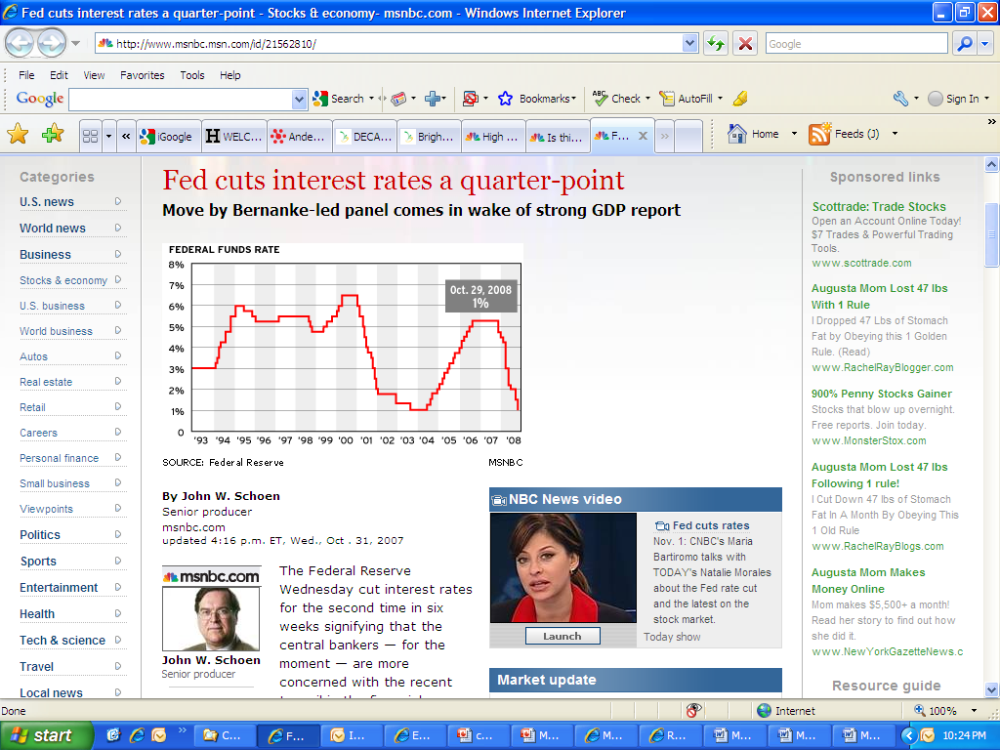 Fed cuts interest rates a quarter-point - Stocks & economy- msnbc.com - Windows Internet Explorer
http://www.msnbc.msn.com/id/21562810/
Google
File Edit View Favorites Tools Help
Google Search Bookmarks Check AutoFill Sign In
iGoogle WELC... Ande... DECA... Brigh... High ... Is thi... F... Home Feeds (J)
Categories
U.S. news
World news
Business
Stocks & economy
U.S. business
World business
Autos
Real estate
Retail
Careers
Personal finance
Small business
Viewpoints
Politics
Sports
Entertainment
Health
Tech & science
Travel
Local news
Fed cuts interest rates a quarter-point
Move by Bernanke-led panel comes in wake of strong GDP report
FEDERAL FUNDS RATE
8%
7%
6%
5%
4%
3%
2%
1%
0
Oct. 29, 2008
1%
'93 '94 '95 '96 '97 '98 '99 '00 '01 '02 '03 '04 '05 '06 '07 '08
SOURCE: Federal Reserve MSNBC
By John W. Schoen
Senior producer
msnbc.com
updated 4:16 p.m. ET, Wed., Oct . 31, 2007
msnbc.com
John W. Schoen
Senior producer
The Federal Reserve
Wednesday cut interest rates
for the second time in six
weeks signifying that the
central bankers — for the
moment — are more
concerned with the recent
NBC News video
Launch
Fed cuts rates
Nov. 1: CNBC's Maria
Bartiromo talks with
TODAY's Natalie Morales
about the Fed rate cut
and the latest on the
stock market.
Today show
Market update
Sponsored links
Scottrade: Trade Stocks
Open an Account Online Today!
$7 Trades & Powerful Trading
Tools.
www.scottrade.com
Augusta Mom Lost 47 lbs
With 1 Rule
I Dropped 47 Lbs of Stomach
Fat by Obeying this 1 Golden
Rule. (Read)
www.RachelRayBlogger.com
900% Penny Stocks Gainer
Stocks that blow up overnight.
Free reports. Join today.
www.MonsterStox.com
Augusta Mom Lost 47 lbs
Following 1 rule!
I Cut Down 47 lbs of Stomach
Fat In A Month By Obeying This
1 Old Rule
www.RachelRayBlogs.com
Augusta Mom Makes
Money Online
Mom makes $5,500+ a month!
Read her story to find out how
she did it.
www.NewYorkGazetteNews.c
Resource guide
Done Internet 100%
start C... F... I... E... c... M... M... R... M... M... M... 10:24 PM